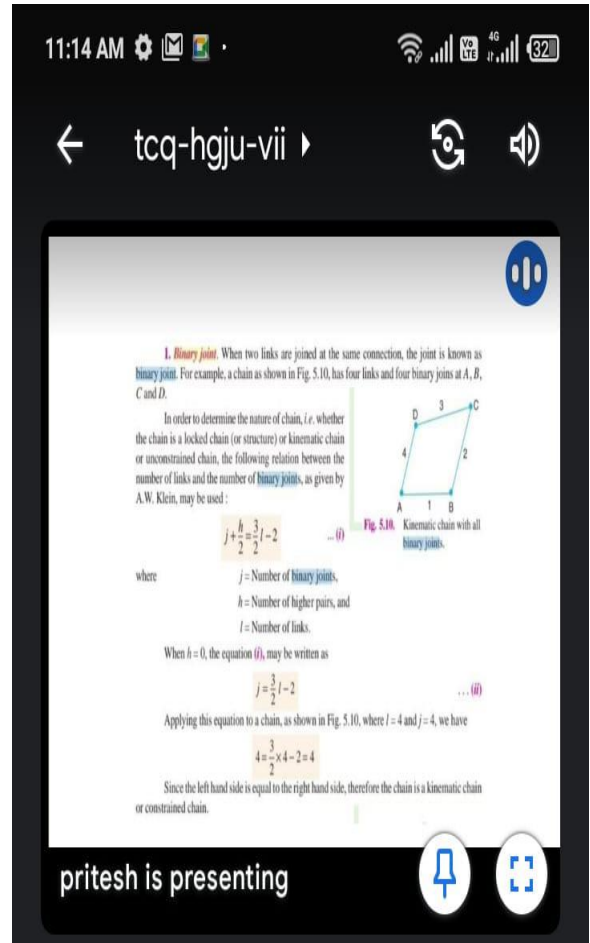 11:14 AM
Vo LTE 4G 32
tcq-hgju-vii
1. Binary joint. When two links are joined at the same connection, the joint is known as
binary joint. For example, a chain as shown in Fig. 5.10, has four links and four binary joins at A, B,
C and D.
In order to determine the nature of chain, i.e. whether
the chain is a locked chain (or structure) or kinematic chain
or unconstrained chain, the following relation between the
number of links and the number of binary joints, as given by
A.W. Klein, may be used :
D 3 C
4 2
A 1 B
Fig. 5.10. Kinematic chain with all
binary joints.
j + h/2 = 3/2 l – 2 ...(i)
where j = Number of binary joints,
h = Number of higher pairs, and
l = Number of links.
When h = 0, the equation (i), may be written as
j = 3/2 l – 2 . . . (ii)
Applying this equation to a chain, as shown in Fig. 5.10, where l = 4 and j = 4, we have
4 = 3/2 × 4 – 2 = 4
Since the left hand side is equal to the right hand side, therefore the chain is a kinematic chain
or constrained chain.
pritesh is presenting